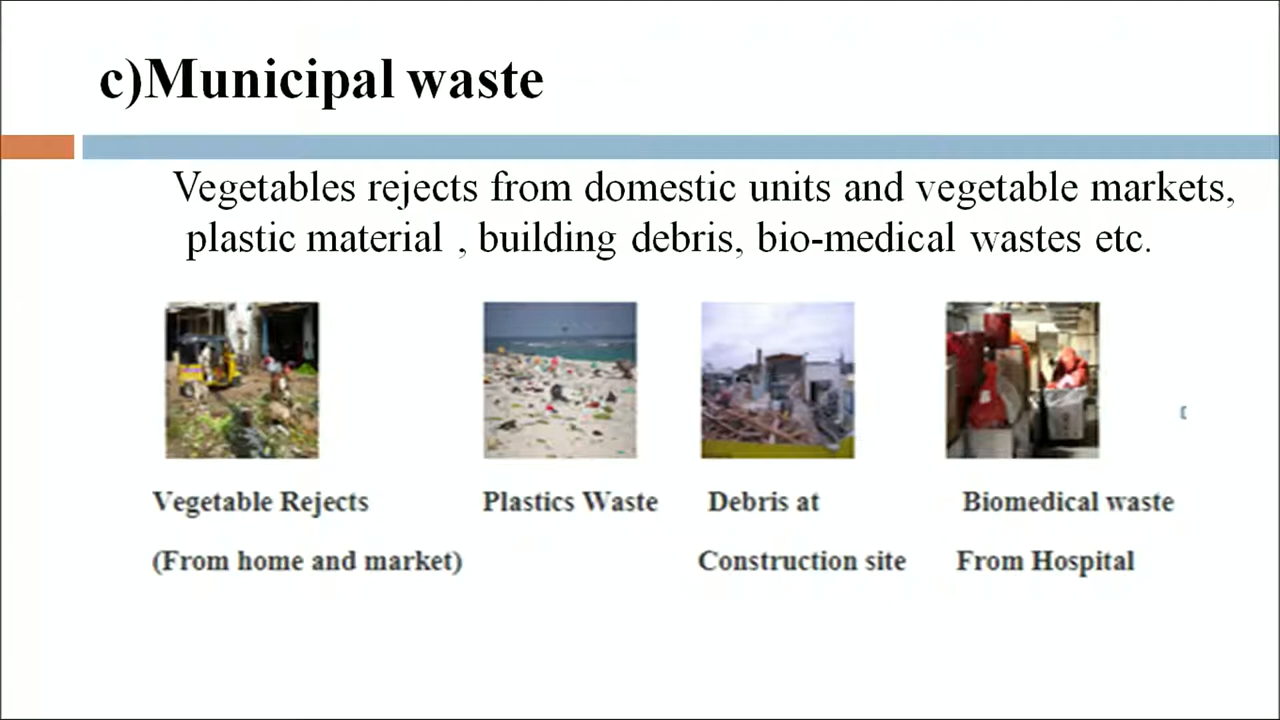 c)Municipal waste
Vegetables rejects from domestic units and vegetable markets,
plastic material , building debris, bio-medical wastes etc.
Vegetable Rejects
(From home and market)
Plastics Waste
Debris at
Construction site
Biomedical waste
From Hospital